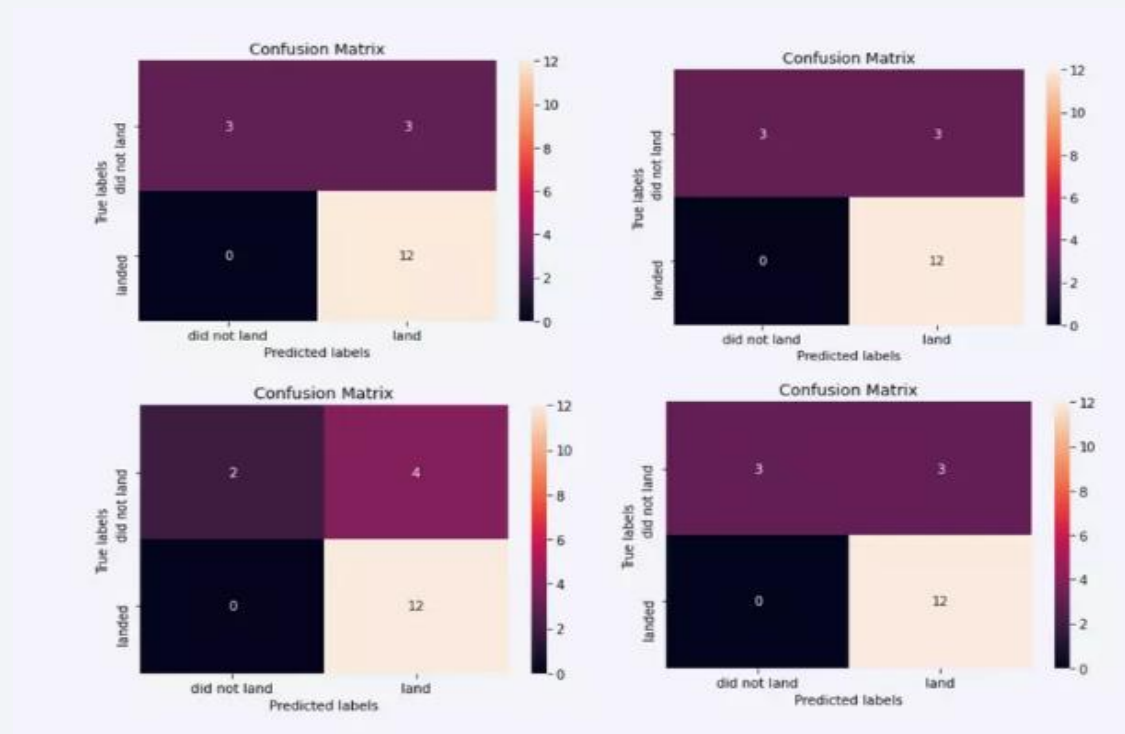 Confusion Matrix
12
10
8
6
4
2
0
True labels
did not land
landed
3 3
0 12
did not land land
Predicted labels
Confusion Matrix
12
10
8
6
4
2
0
True labels
did not land
landed
3 3
0 12
did not land land
Predicted labels
Confusion Matrix
12
10
8
6
4
2
0
True labels
did not land
landed
2 4
0 12
did not land land
Predicted labels
Confusion Matrix
12
10
8
6
4
2
0
True labels
did not land
landed
3 3
0 12
did not land land
Predicted labels